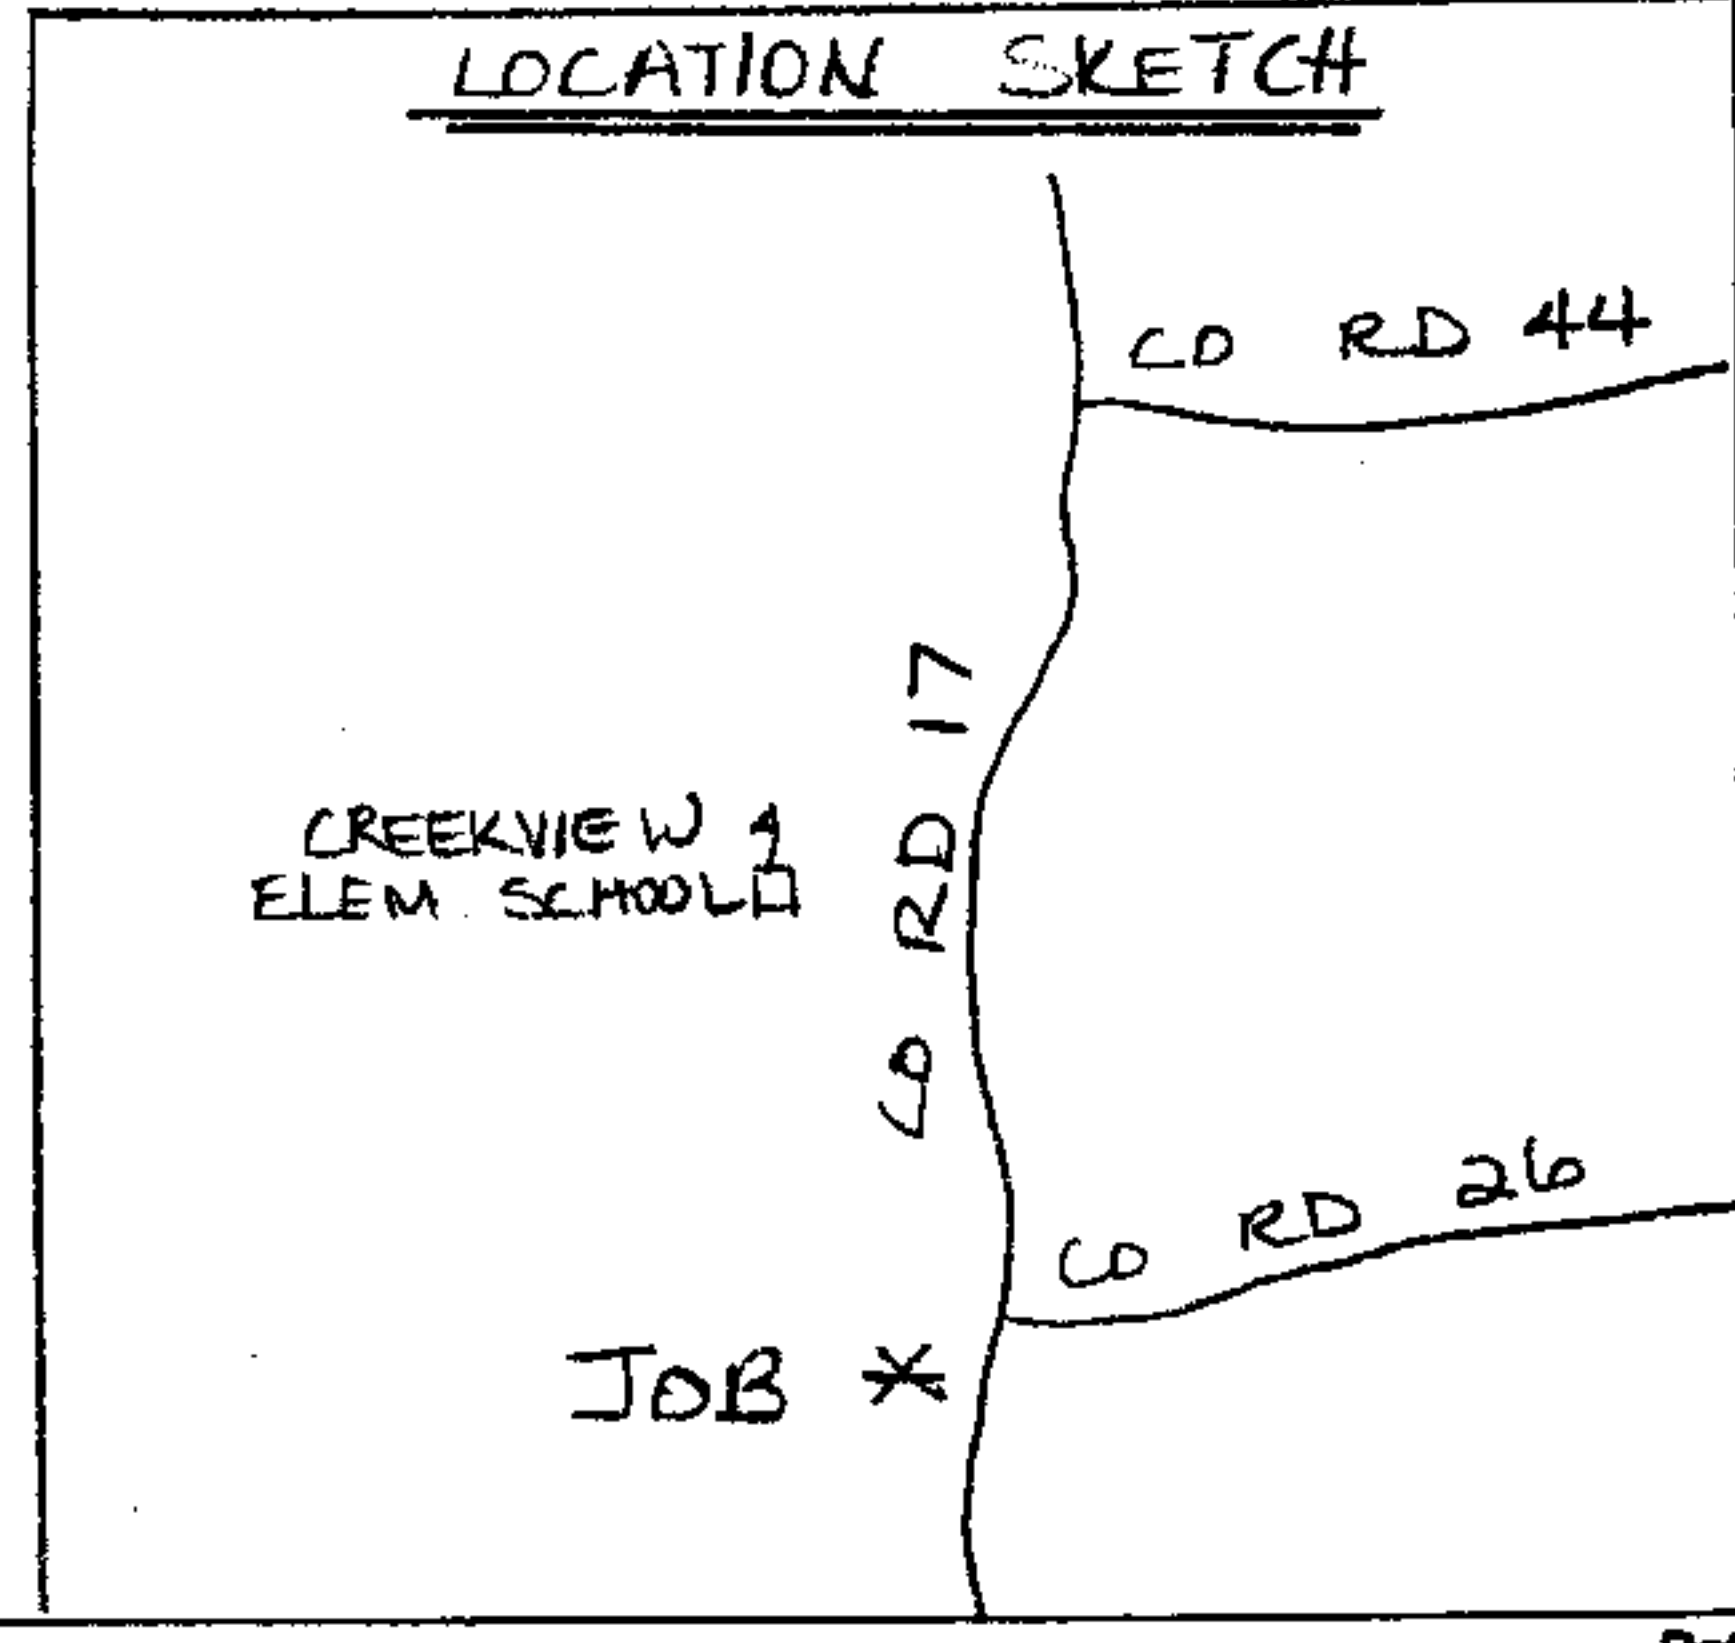 LOCATION SKETCH
CO RD 44
CO RD 17
CREEKVIEW
ELEM SCHOOL
CO RD 26
JOB *